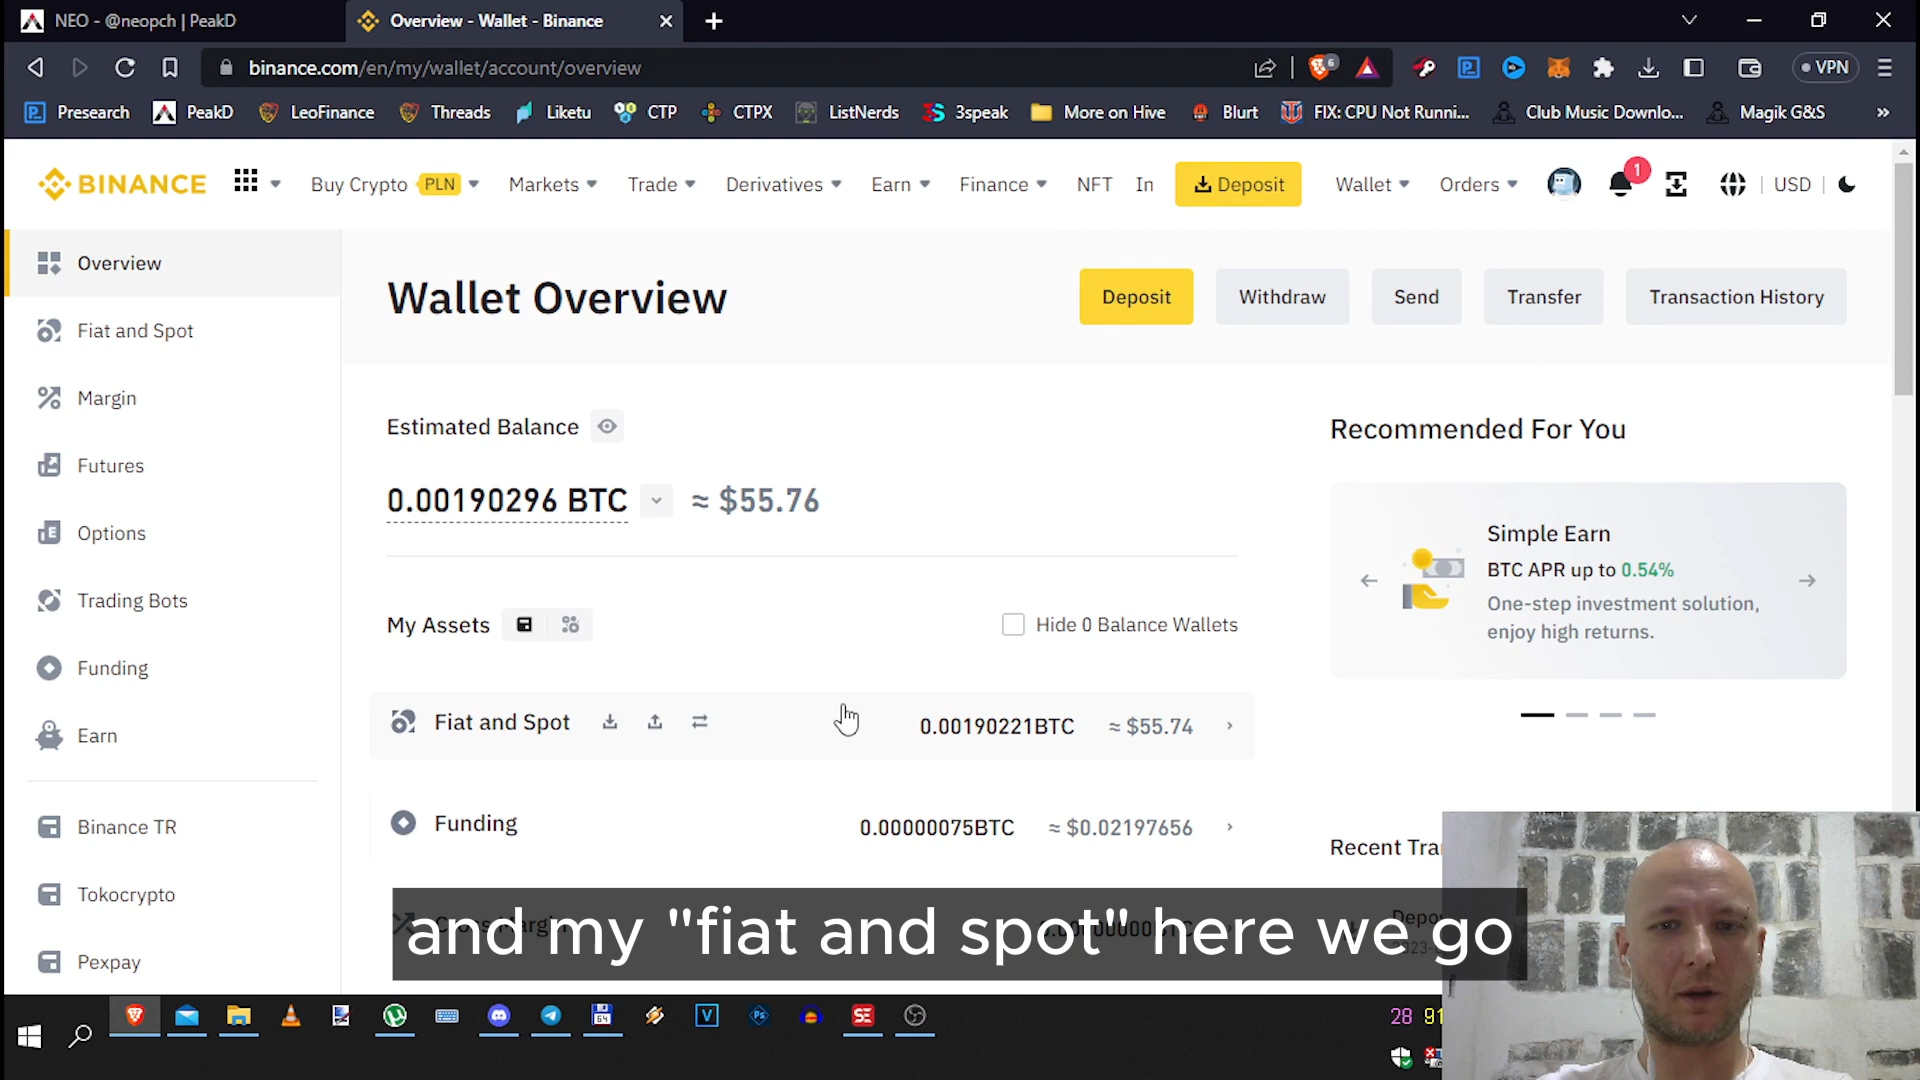 NEO - @neopch | PeakD
Overview - Wallet - Binance
binance.com/en/my/wallet/account/overview
6
VPN
Presearch
PeakD
LeoFinance
Threads
Liketu
CTP
CTPX
ListNerds
3speak
More on Hive
Blurt
FIX: CPU Not Runni...
Club Music Downlo...
Magik G&S
BINANCE
Buy Crypto PLN
Markets
Trade
Derivatives
Earn
Finance
NFT
In
Deposit
Wallet
Orders
1
USD
Overview
Fiat and Spot
Margin
Futures
Options
Trading Bots
Funding
Earn
Binance TR
Tokocrypto
Pexpay
Wallet Overview
Deposit
Withdraw
Send
Transfer
Transaction History
Estimated Balance
0.00190296 BTC
≈ $55.76
My Assets
Hide 0 Balance Wallets
Fiat and Spot
0.00190221BTC
≈ $55.74
Funding
0.00000075BTC
≈ $0.02197656
Recommended For You
Simple Earn
BTC APR up to 0.54%
One-step investment solution,
enjoy high returns.
Recent Tra
and my "fiat and spot" here we go
28 91